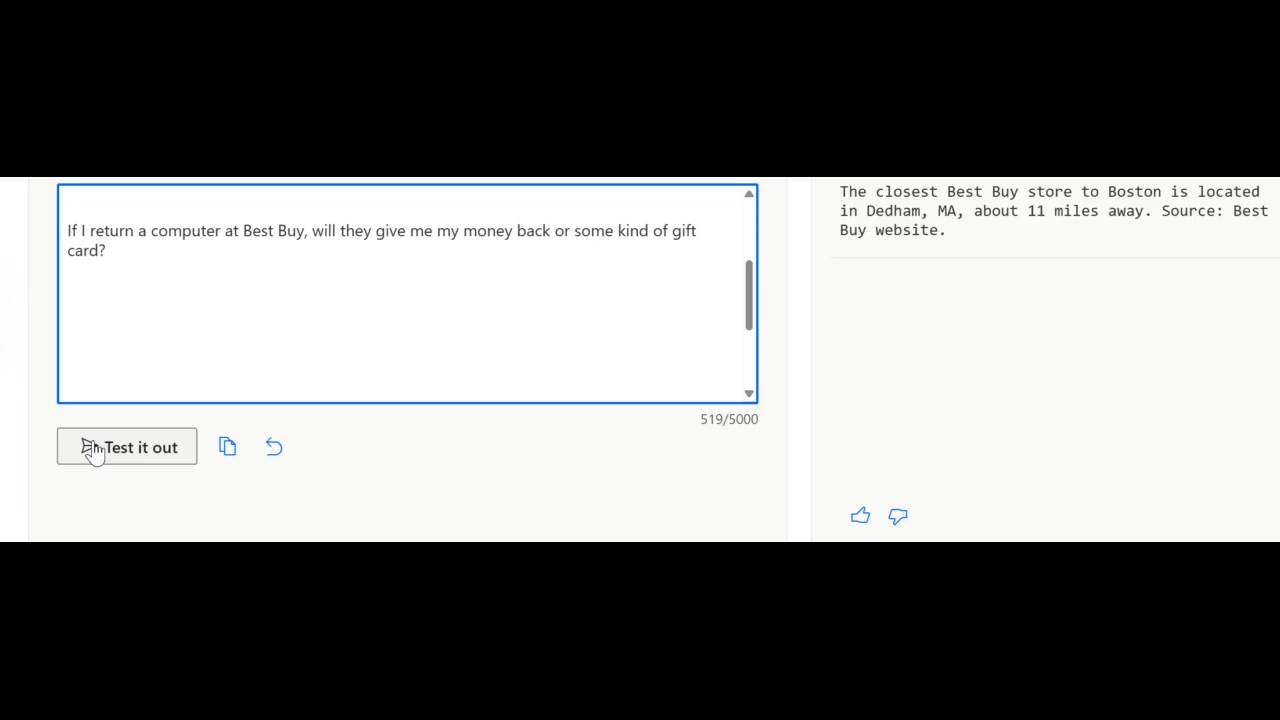 If I return a computer at Best Buy, will they give me my money back or some kind of gift
card?
519/5000
Test it out
The closest Best Buy store to Boston is located
in Dedham, MA, about 11 miles away. Source: Best
Buy website.